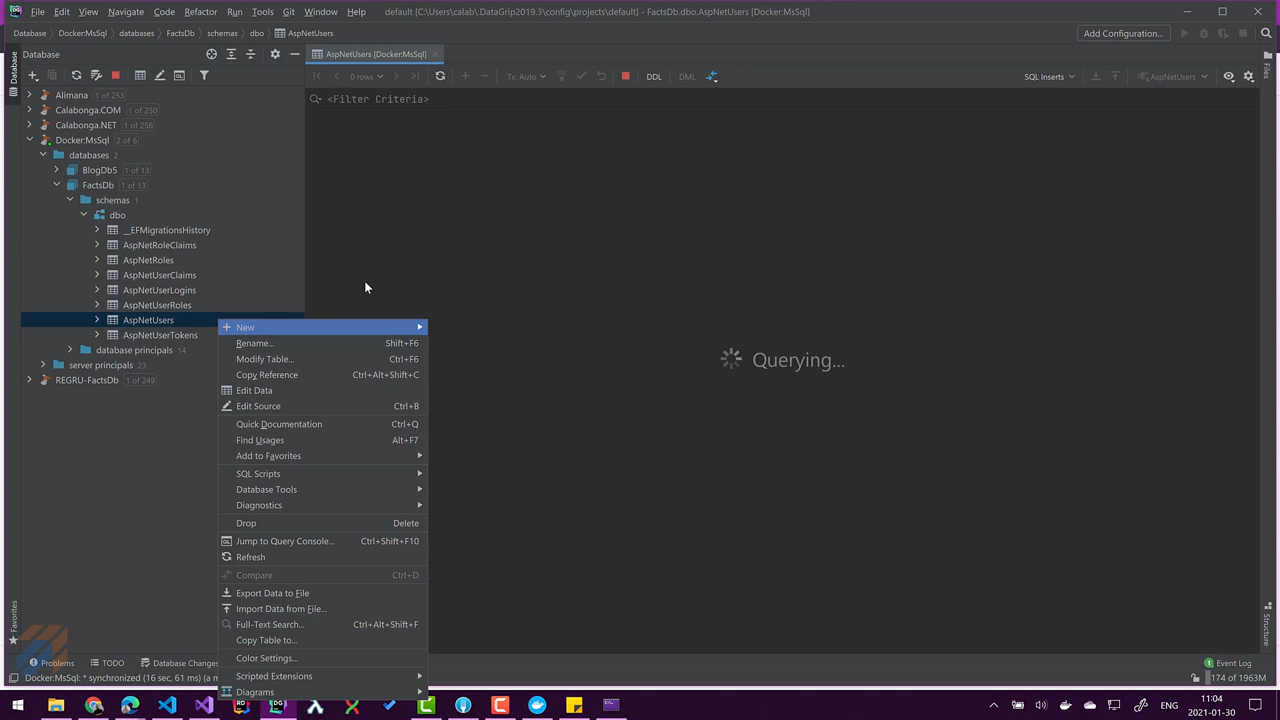 File Edit View Navigate Code Refactor Run Tools Git Window Help default [C:\Users\calab\.DataGrip2019.3\config\projects\default] - FactsDb.dbo.AspNetUsers [Docker:MsSql]
Database Docker:MsSql databases FactsDb schemas dbo AspNetUsers Add Configuration...
Database AspNetUsers [Docker:MsSql]
0 rows Tx: Auto DDL DML SQL Inserts AspNetUsers
<Filter Criteria>
Database
Files
Alimana 1 of 253
Calabonga.COM 1 of 250
Calabonga.NET 1 of 256
Docker:MsSql 2 of 6
databases 2
BlogDb5 1 of 13
FactsDb 1 of 13
schemas 1
dbo
__EFMigrationsHistory
AspNetRoleClaims
AspNetRoles
AspNetUserClaims
AspNetUserLogins
AspNetUserRoles
AspNetUsers
AspNetUserTokens
database principals 14
server principals 23
REGRU-FactsDb 1 of 249
New
Rename... Shift+F6
Modify Table... Ctrl+F6
Copy Reference Ctrl+Alt+Shift+C
Edit Data
Edit Source Ctrl+B
Quick Documentation Ctrl+Q
Find Usages Alt+F7
Add to Favorites
SQL Scripts
Database Tools
Diagnostics
Drop Delete
Jump to Query Console... Ctrl+Shift+F10
Refresh
Compare Ctrl+D
Export Data to File
Import Data from File...
Full-Text Search... Ctrl+Alt+Shift+F
Copy Table to...
Color Settings...
Scripted Extensions
Diagrams
Querying...
Favorites
Structure
Problems TODO Database Changes 1 Event Log
Docker:MsSql: * synchronized (16 sec, 61 ms) (a m 174 of 1963M
ENG 11:04
2021-01-30